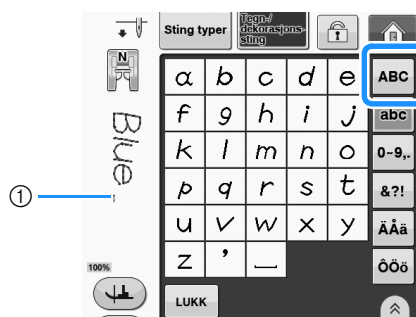 Sting typer
Tegn-/
dekorasjons-
sting
N
a b c d e ABC
f g h i j abc
k l m n o 0~9,.
p q r s t &?!
u v w x y ÄÅä
z ’ _ ÔÖö
LUKK
Blue
①
100%